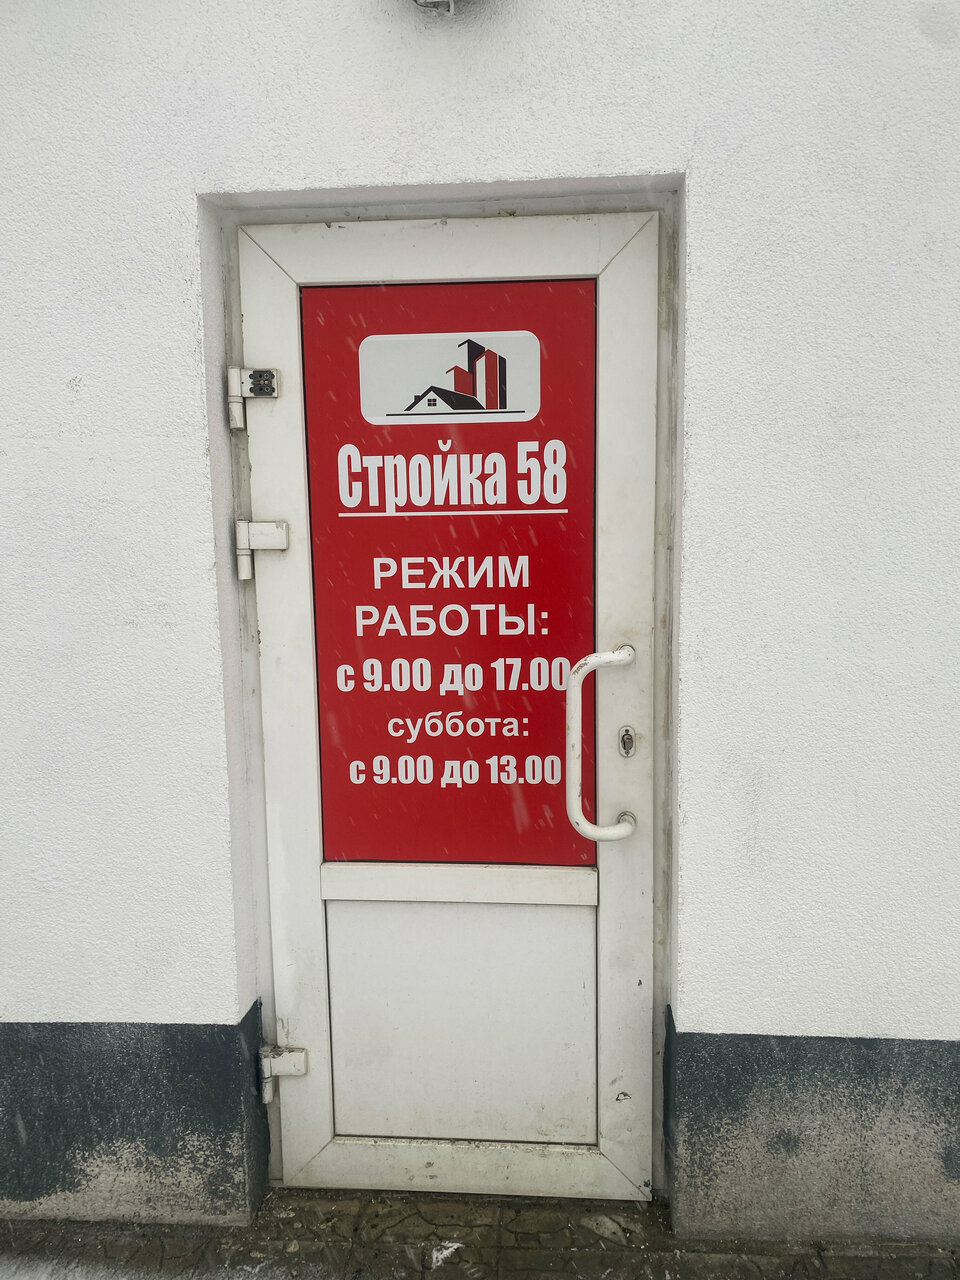 Стройка 58
РЕЖИМ
РАБОТЫ:
с 9.00 до 17.00
суббота:
с 9.00 до 13.00